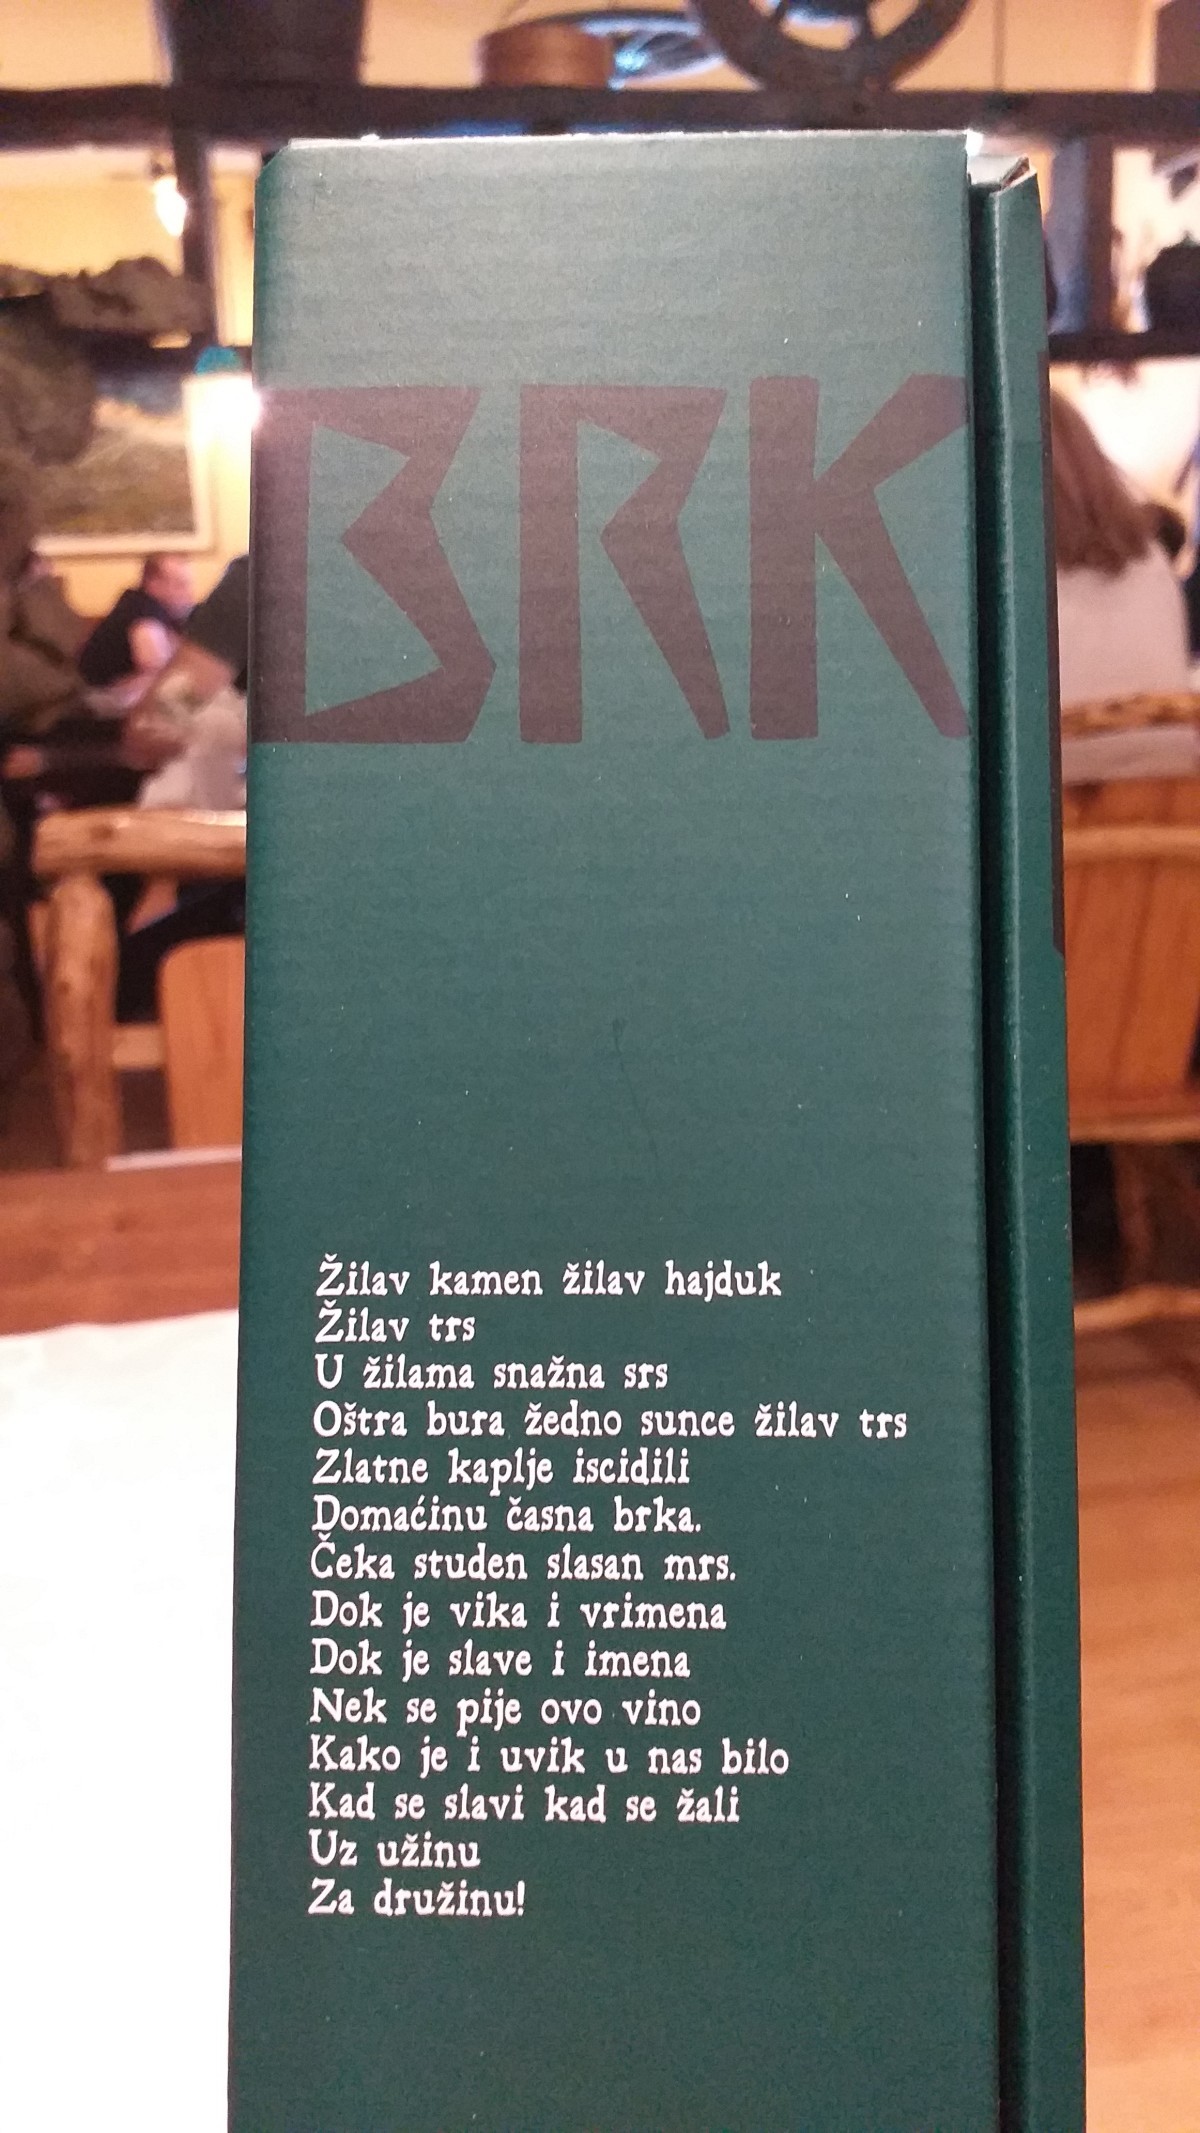 BRK
Žilav kamen žilav hajduk
Žilav trs
U žilama snažna srs
Oštra bura žedno sunce žilav trs
Zlatne kaplje iscidili
Domaćinu časna brka.
Čeka studen slasan mrs.
Dok je vika i vrimena
Dok je slave i imena
Nek se pije ovo vino
Kako je i uvik u nas bilo
Kad se slavi kad se žali
Uz užinu
Za družinu!